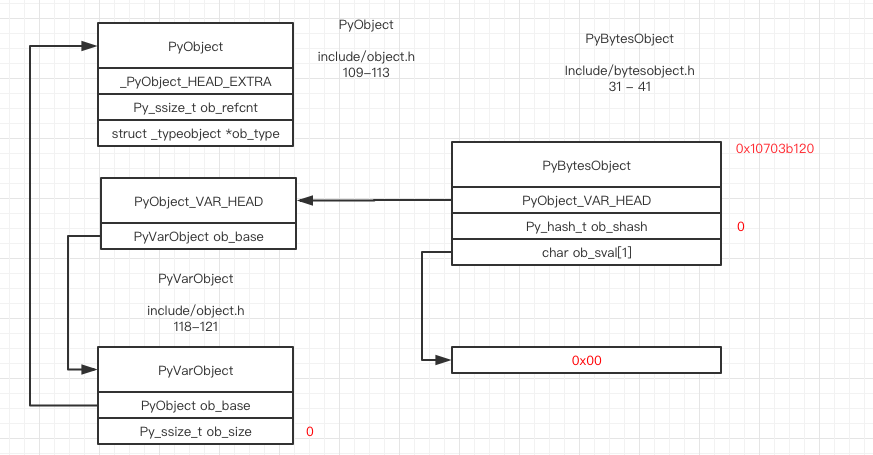 PyObject
_PyObject_HEAD_EXTRA
Py_ssize_t ob_refcnt
struct _typeobject *ob_type
PyObject
include/object.h
109-113
PyBytesObject
Include/bytesobject.h
31 - 41
PyObject_VAR_HEAD
PyVarObject ob_base
PyVarObject
include/object.h
118-121
PyVarObject
PyObject ob_base
Py_ssize_t ob_size
0
PyBytesObject
0x10703b120
PyObject_VAR_HEAD
Py_hash_t ob_shash
0
char ob_sval[1]
0x00